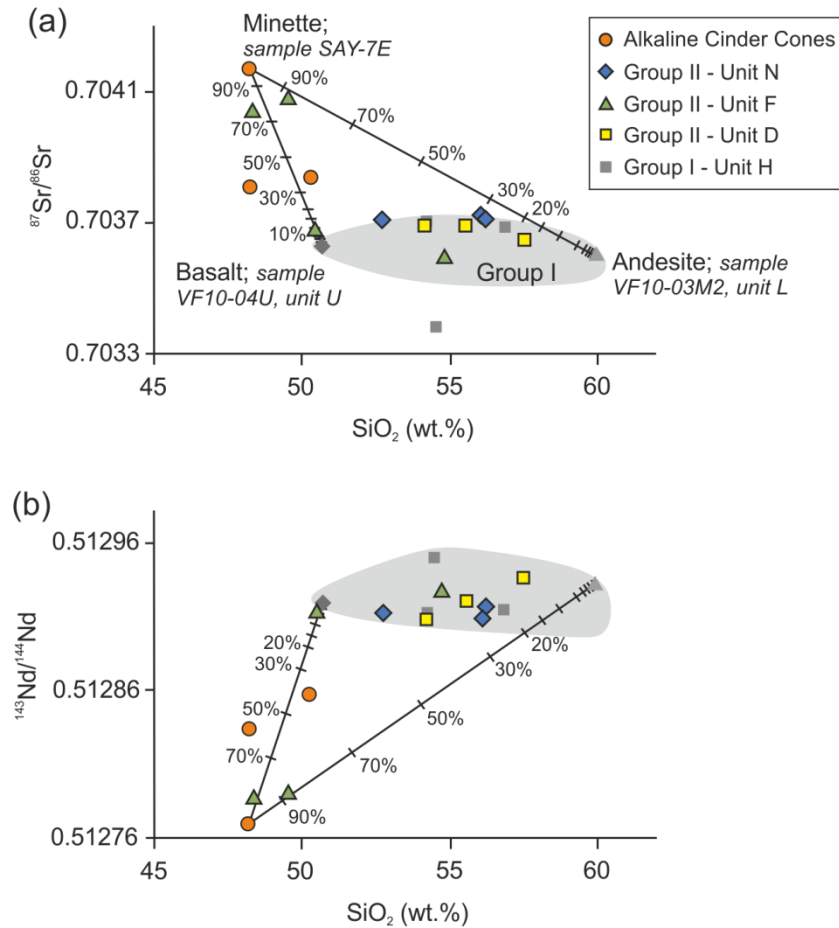 (a)
Minette;
sample SAY-7E
Alkaline Cinder Cones
Group II - Unit N
Group II - Unit F
Group II - Unit D
Group I - Unit H
0.7041
0.7037
0.7033
⁸⁷Sr/⁸⁶Sr
90%
70%
50%
30%
10%
90%
70%
50%
30%
20%
Group I
Basalt; sample
VF10-04U, unit U
Andesite; sample
VF10-03M2, unit L
45 50 55 60
SiO₂ (wt.%)
(b)
0.51296
0.51286
0.51276
¹⁴³Nd/¹⁴⁴Nd
20%
30%
50%
70%
20%
30%
50%
70%
90%
45 50 55 60
SiO₂ (wt.%)